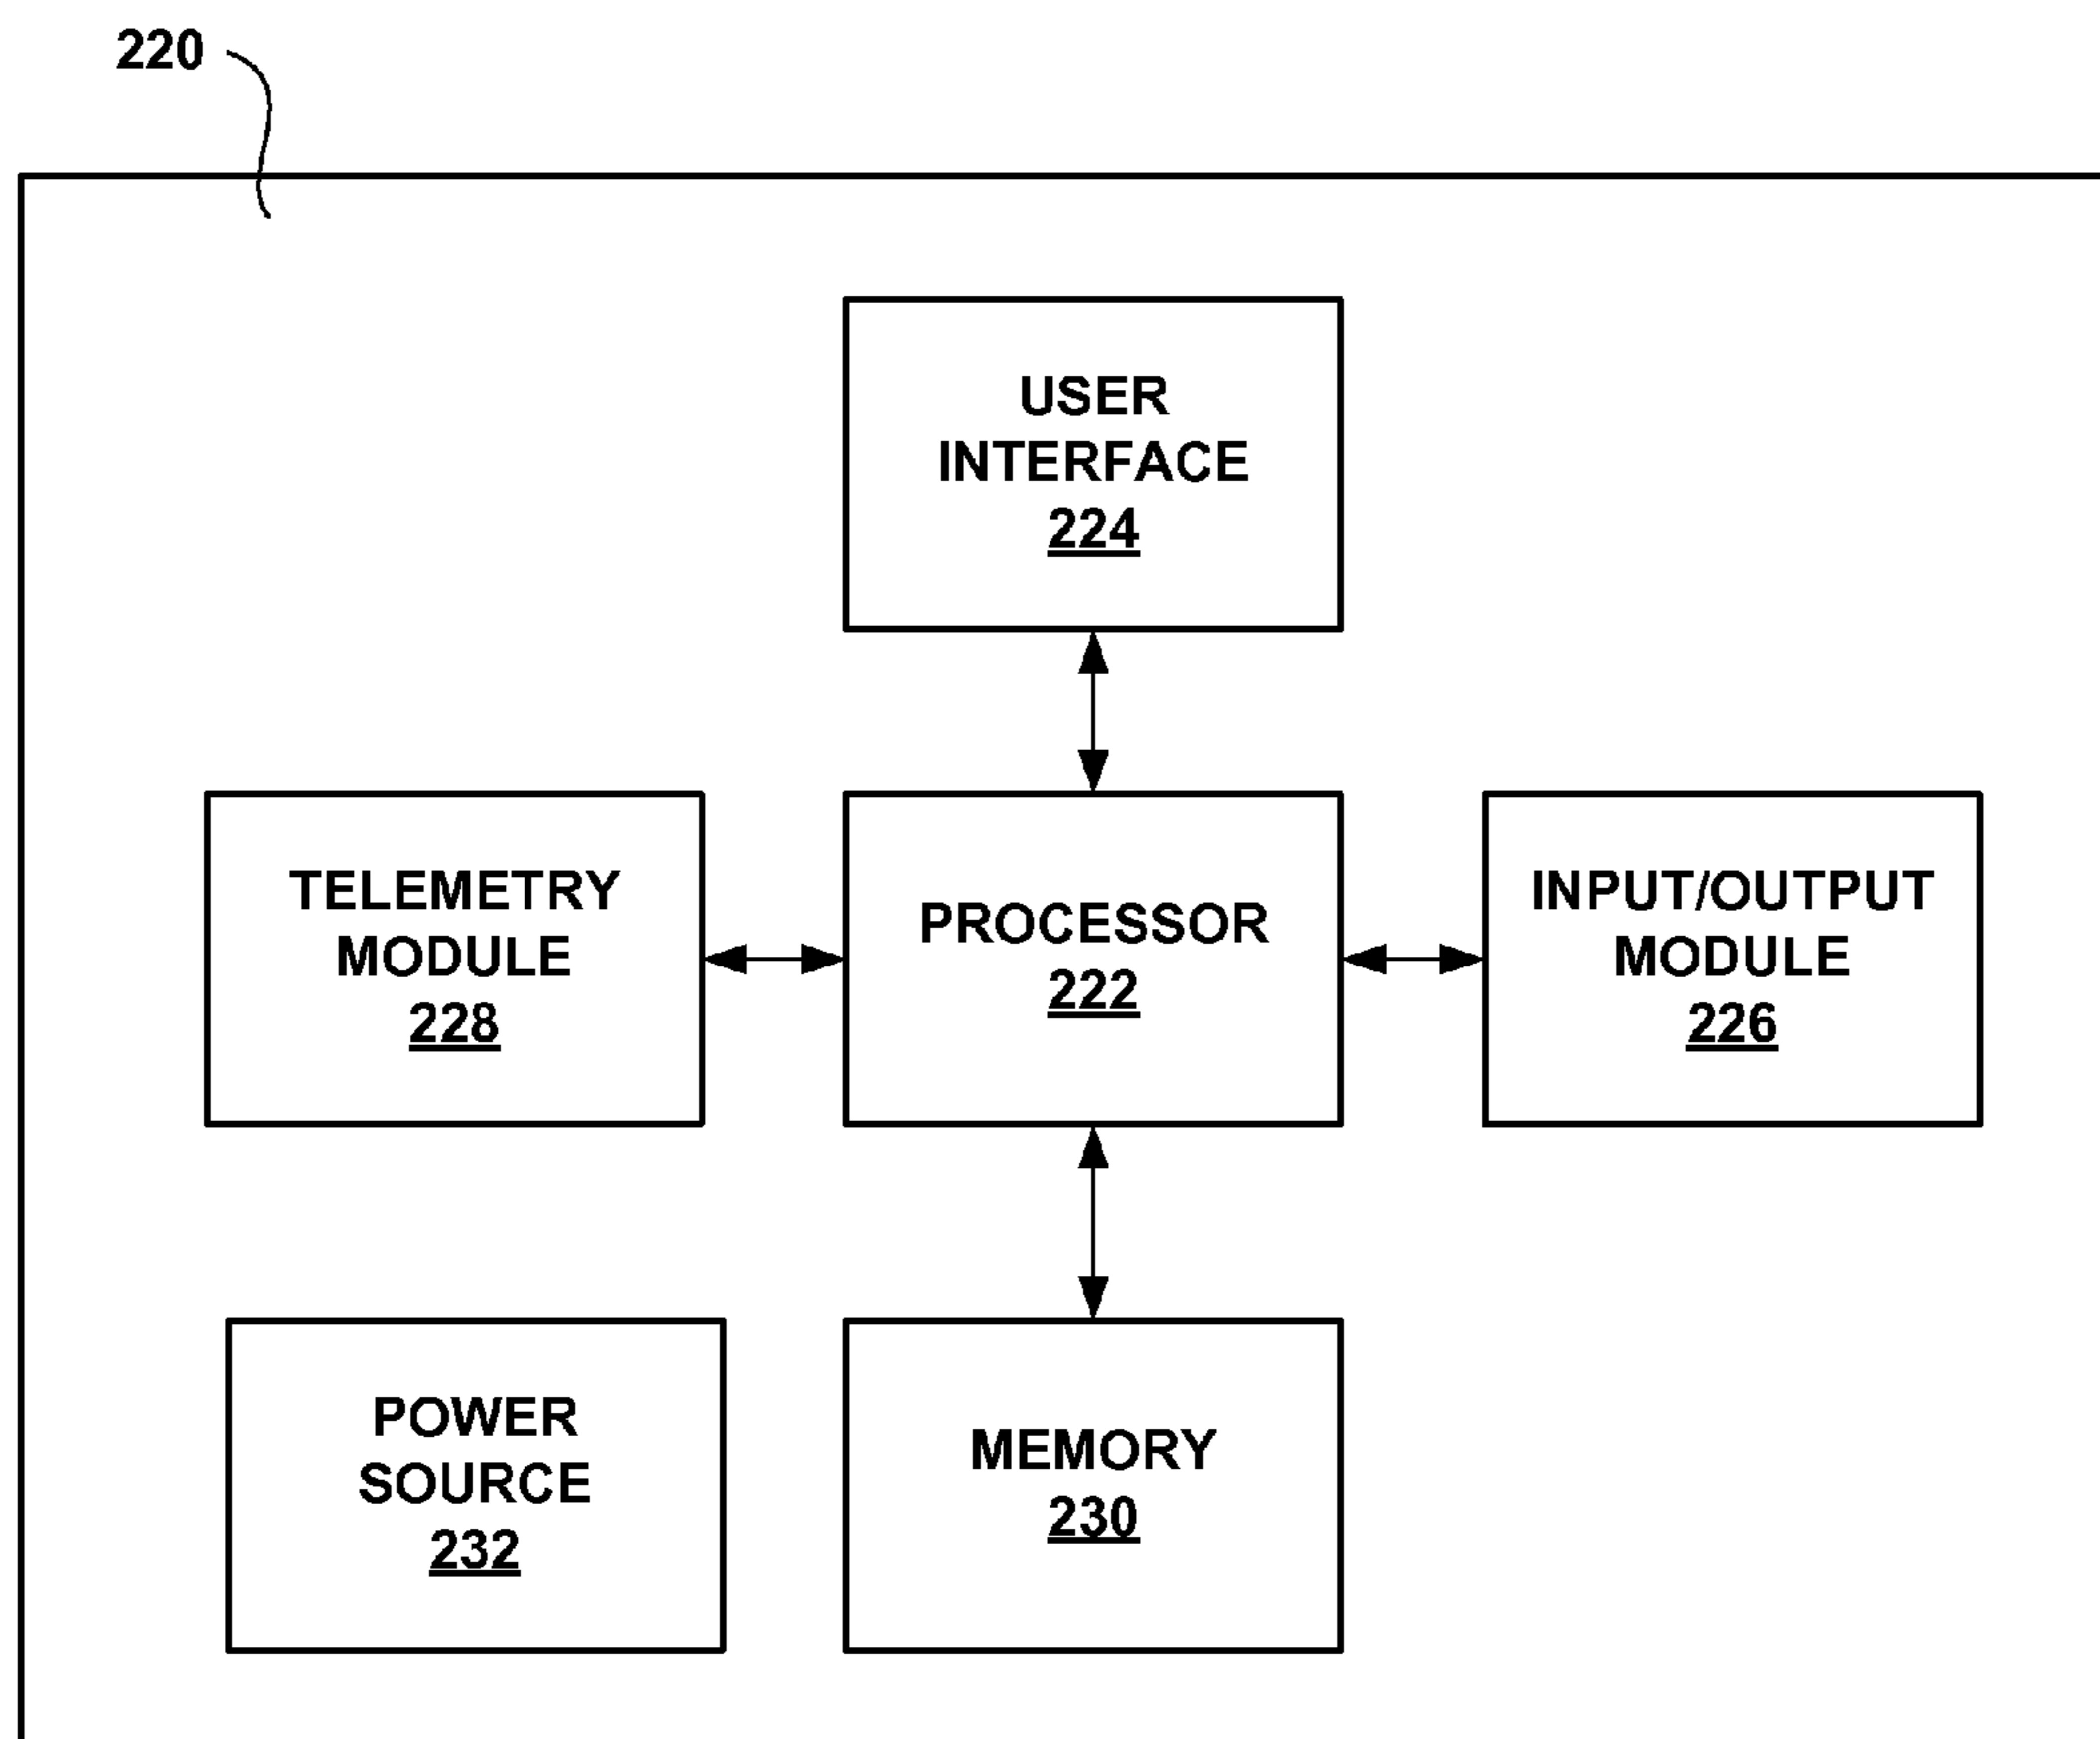 220
USER
INTERFACE
224
TELEMETRY
MODULE
228
PROCESSOR
222
INPUT/OUTPUT
MODULE
226
POWER
SOURCE
232
MEMORY
230